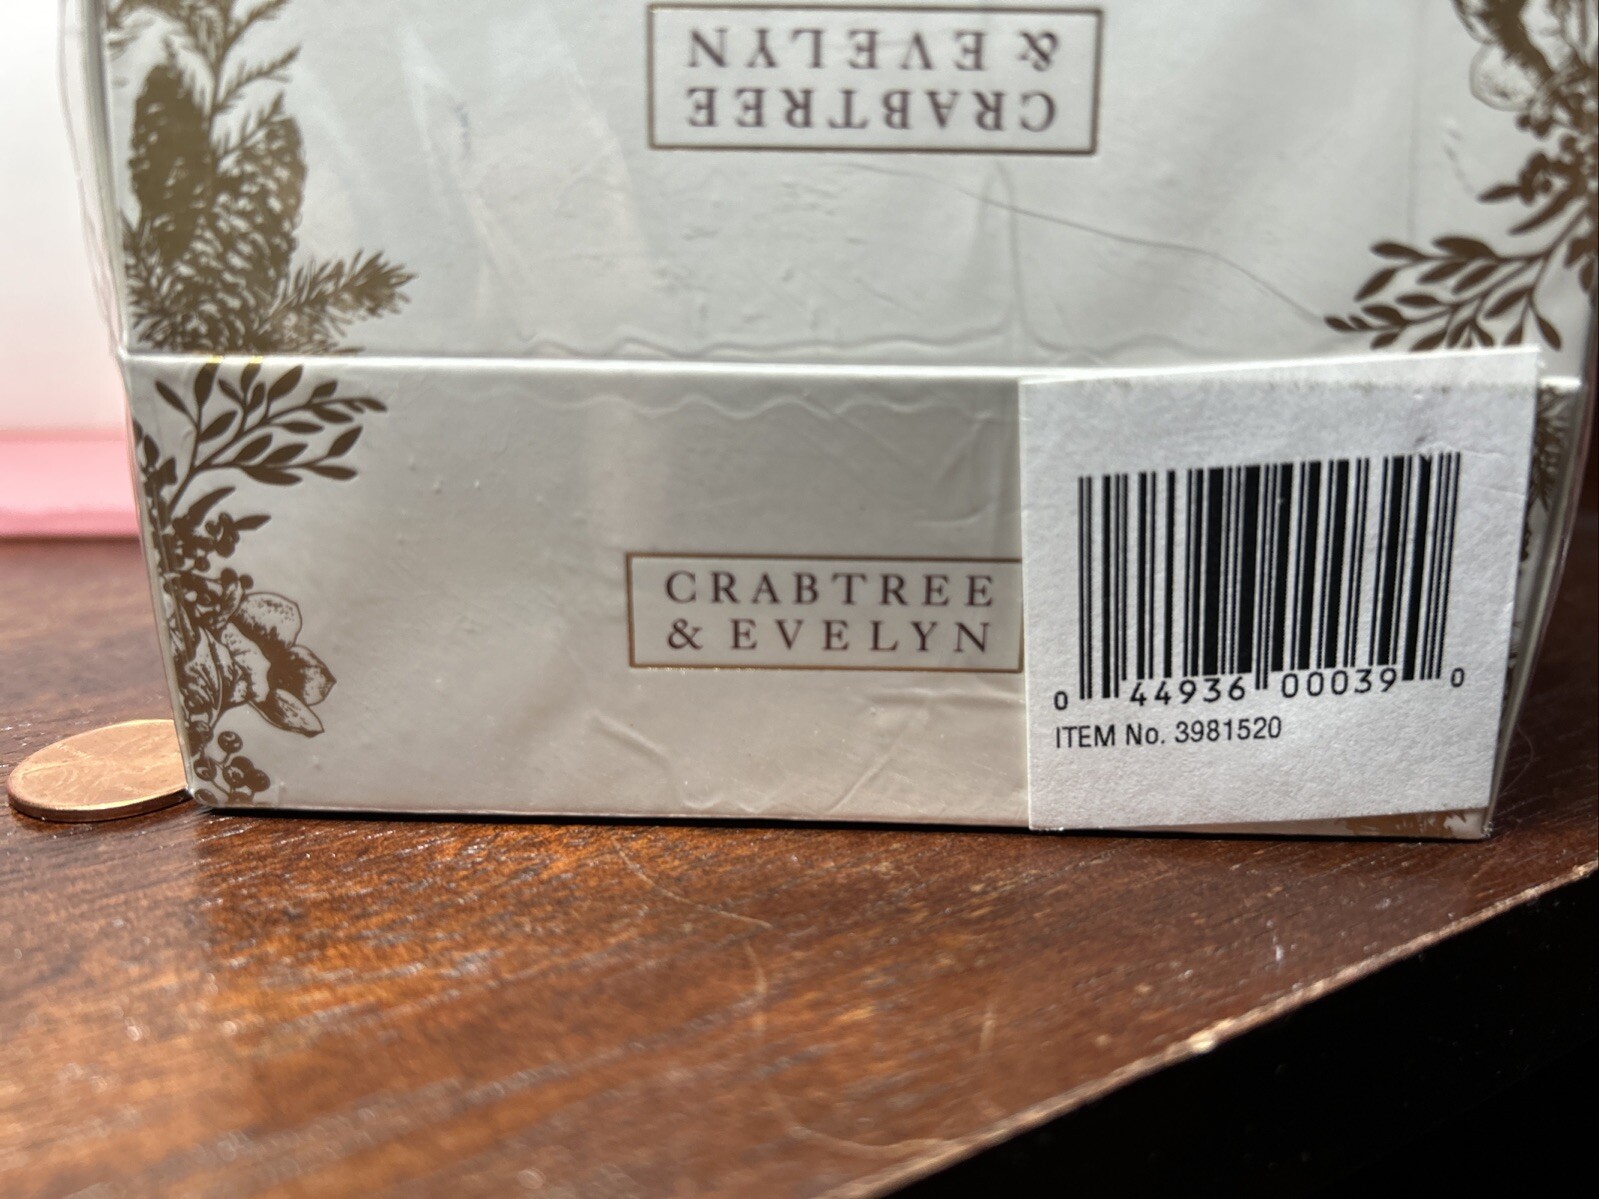 CRABTREE
& EVELYN
CRABTREE
& EVELYN
0 44936 00039 0
ITEM No. 3981520